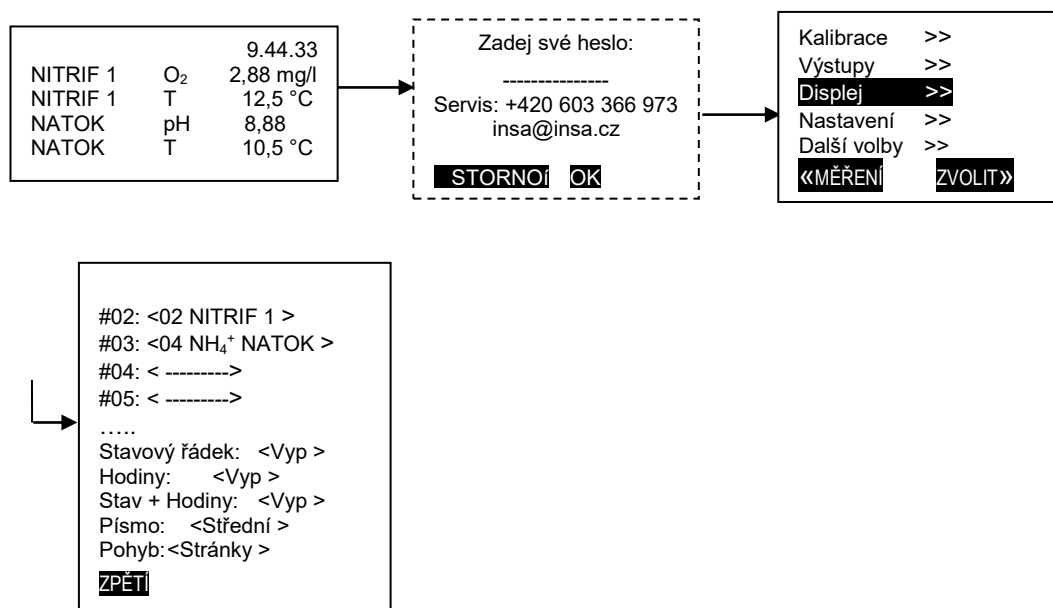 9.44.33
NITRIF 1 O₂ 2,88 mg/l
NITRIF 1 T 12,5 °C
NATOK pH 8,88
NATOK T 10,5 °C
Zadej své heslo:
---------------
Servis: +420 603 366 973
insa@insa.cz
STORNOí OK
Kalibrace >>
Výstupy >>
Displej >>
Nastavení >>
Další volby >>
«MĚŘENÍ ZVOLIT»
#02: <02 NITRIF 1 >
#03: <04 NH₄⁺ NATOK >
#04: < --------->
#05: < --------->
…..
Stavový řádek: <Vyp >
Hodiny: <Vyp >
Stav + Hodiny: <Vyp >
Písmo: <Střední >
Pohyb:<Stránky >
ZPĚTÍ